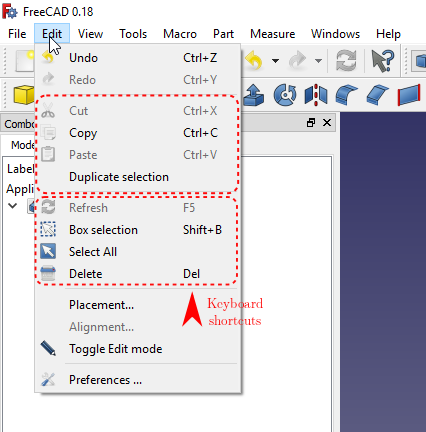 FreeCAD 0.18
File Edit View Tools Macro Part Measure Windows Help
Undo Ctrl+Z
Redo Ctrl+Y
Cut Ctrl+X
Copy Ctrl+C
Paste Ctrl+V
Duplicate selection
Refresh F5
Box selection Shift+B
Select All
Delete Del
Placement...
Alignment...
Toggle Edit mode
Preferences ...
Keyboard
shortcuts
Combo
Mode
Label
Appli